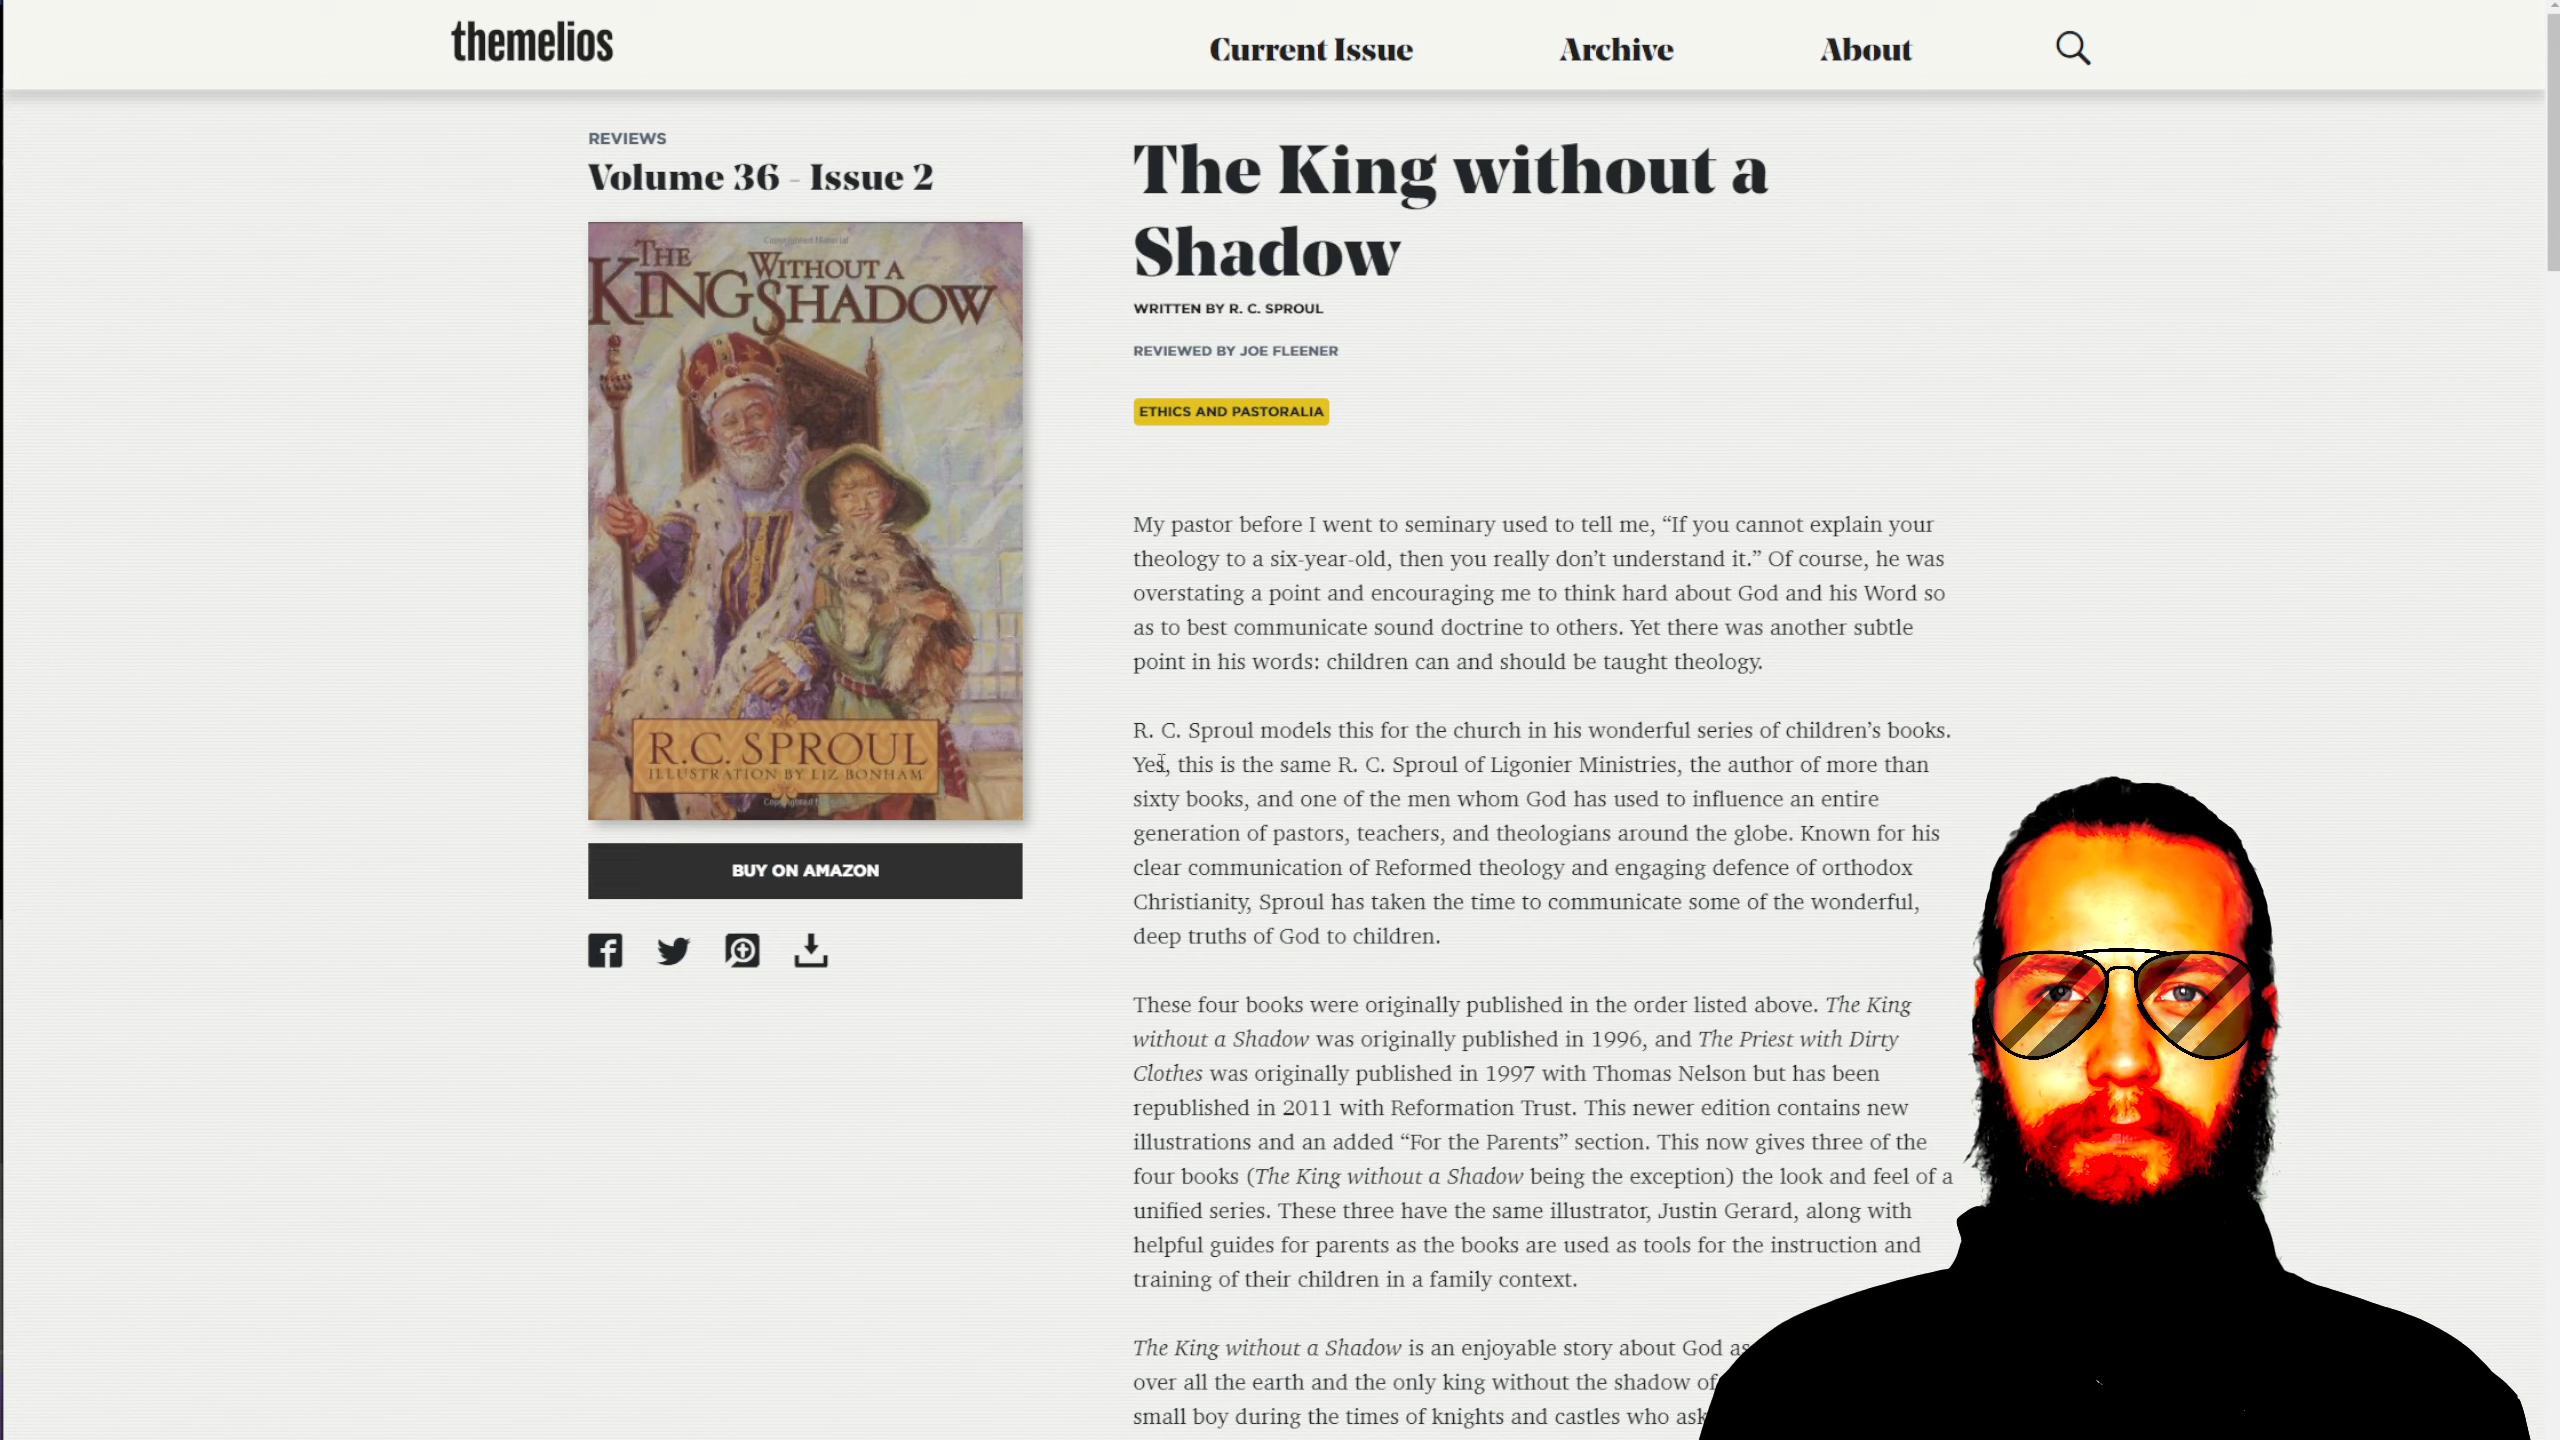 themelios
Current Issue
Archive
About
REVIEWS
Volume 36 - Issue 2
Copyrighted Material
THE
KING WITHOUT A
SHADOW
R.C. SPROUL
ILLUSTRATION BY LIZ BONHAM
BUY ON AMAZON
The King without a
Shadow
WRITTEN BY R. C. SPROUL
REVIEWED BY JOE FLEENER
ETHICS AND PASTORALIA
My pastor before I went to seminary used to tell me, “If you cannot explain your
theology to a six-year-old, then you really don’t understand it.” Of course, he was
overstating a point and encouraging me to think hard about God and his Word so
as to best communicate sound doctrine to others. Yet there was another subtle
point in his words: children can and should be taught theology.
R. C. Sproul models this for the church in his wonderful series of children’s books.
Yes, this is the same R. C. Sproul of Ligonier Ministries, the author of more than
sixty books, and one of the men whom God has used to influence an entire
generation of pastors, teachers, and theologians around the globe. Known for his
clear communication of Reformed theology and engaging defence of orthodox
Christianity, Sproul has taken the time to communicate some of the wonderful,
deep truths of God to children.
These four books were originally published in the order listed above. The King
without a Shadow was originally published in 1996, and The Priest with Dirty
Clothes was originally published in 1997 with Thomas Nelson but has been
republished in 2011 with Reformation Trust. This newer edition contains new
illustrations and an added “For the Parents” section. This now gives three of the
four books (The King without a Shadow being the exception) the look and feel of a
unified series. These three have the same illustrator, Justin Gerard, along with
helpful guides for parents as the books are used as tools for the instruction and
training of their children in a family context.
The King without a Shadow is an enjoyable story about God as
over all the earth and the only king without the shadow of
small boy during the times of knights and castles who ask